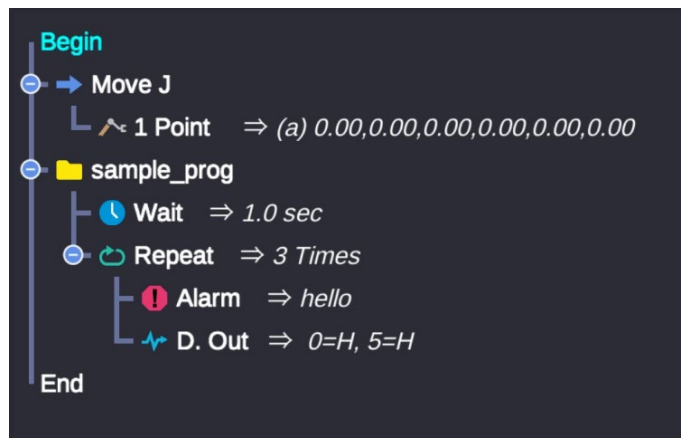 Begin
Move J
1 Point ⇒ (a) 0.00,0.00,0.00,0.00,0.00,0.00
sample_prog
Wait ⇒ 1.0 sec
Repeat ⇒ 3 Times
Alarm ⇒ hello
D. Out ⇒ 0=H, 5=H
End